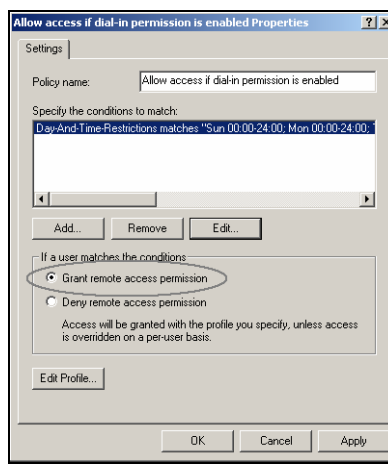 Allow access if dial-in permission is enabled Properties
Settings
Policy name: Allow access if dial-in permission is enabled
Specify the conditions to match:
Day-And-Time-Restrictions matches "Sun 00:00-24:00; Mon 00:00-24:00;
Add... Remove Edit...
If a user matches the conditions
Grant remote access permission
Deny remote access permission
Access will be granted with the profile you specify, unless access
is overridden on a per-user basis.
Edit Profile...
OK Cancel Apply